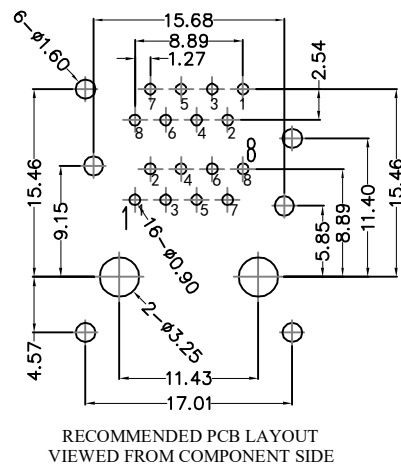 15.68
6-ø1.60
8.89
1.27
2.54
7 5 3 1
8 6 4 2
8
2 4 6 8
1 3 5 7
1
16-ø0.90
15.46
9.15
5.85
8.89
11.40
15.46
2-ø3.25
4.57
11.43
17.01
RECOMMENDED PCB LAYOUT
VIEWED FROM COMPONENT SIDE